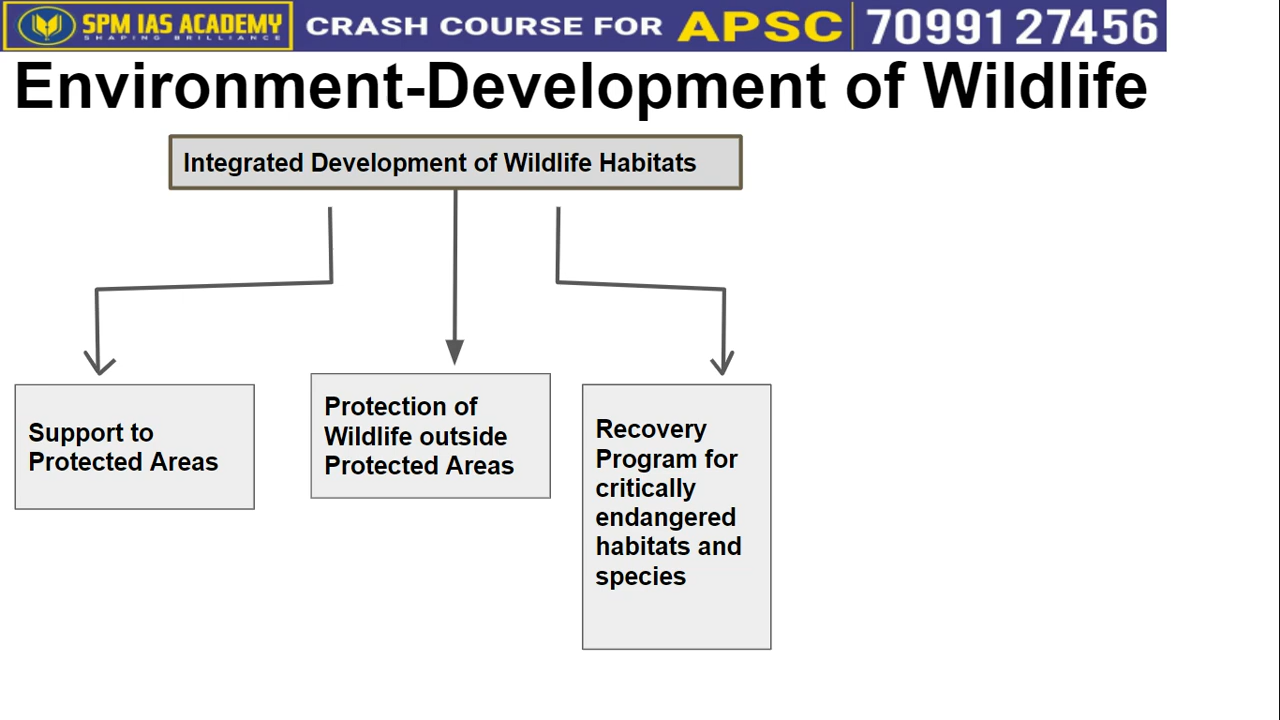 SPM IAS ACADEMY
SHAPING BRILLIANCE
CRASH COURSE FOR APSC 70991 27456
Environment-Development of Wildlife
Integrated Development of Wildlife Habitats
Support to
Protected Areas
Protection of
Wildlife outside
Protected Areas
Recovery
Program for
critically
endangered
habitats and
species